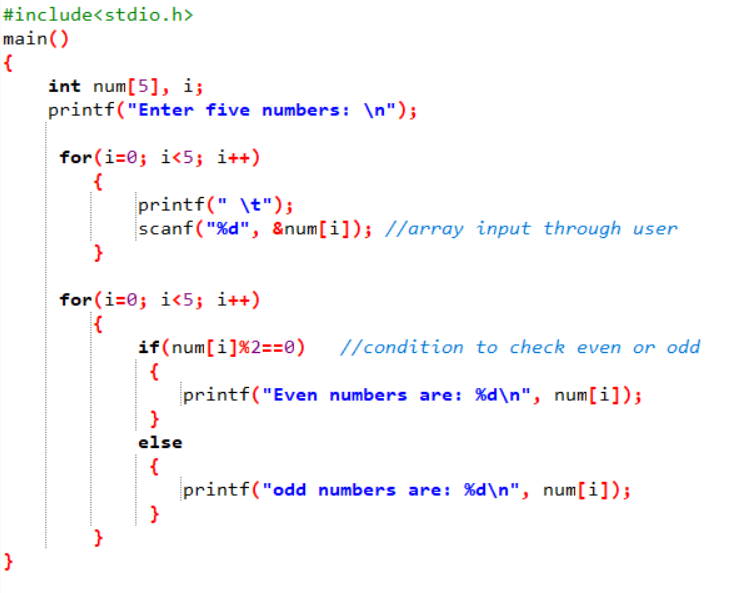 #include<stdio.h>
main()
{
int num[5], i;
printf("Enter five numbers: \n");
for(i=0; i<5; i++)
{
printf(" \t");
scanf("%d", &num[i]); //array input through user
}
for(i=0; i<5; i++)
{
if(num[i]%2==0) //condition to check even or odd
{
printf("Even numbers are: %d\n", num[i]);
}
else
{
printf("odd numbers are: %d\n", num[i]);
}
}
}